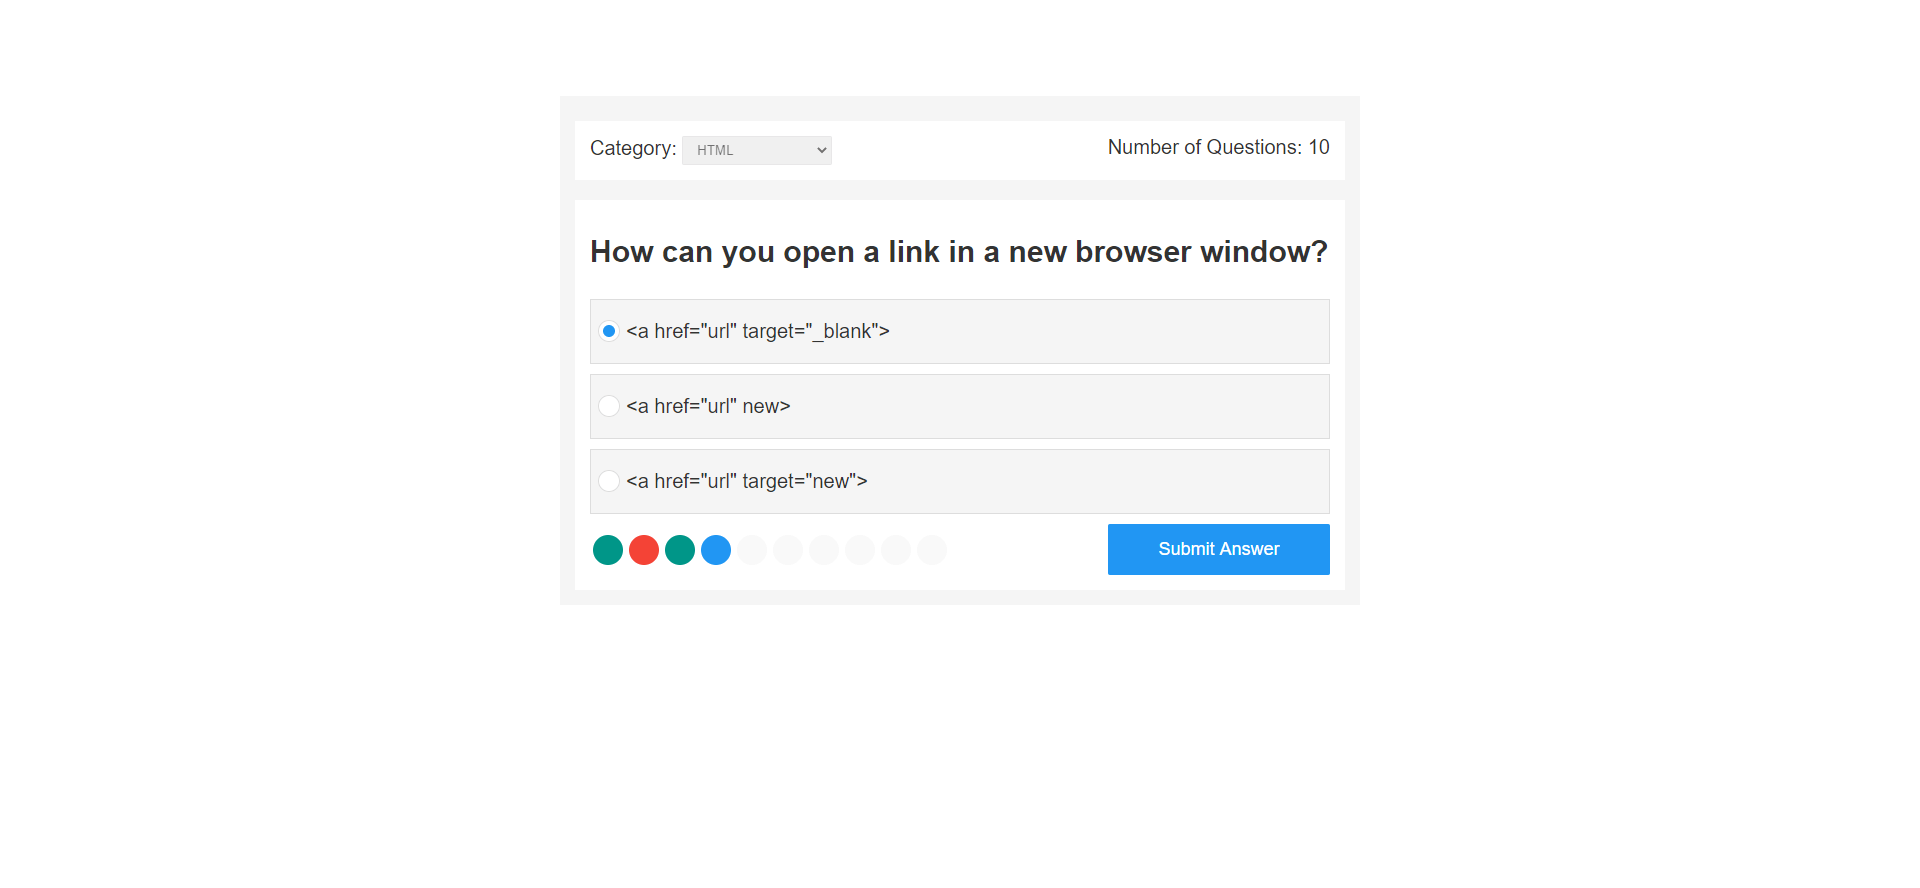 Category: HTML
Number of Questions: 10
How can you open a link in a new browser window?
<a href="url" target="_blank">
<a href="url" new>
<a href="url" target="new">
Submit Answer